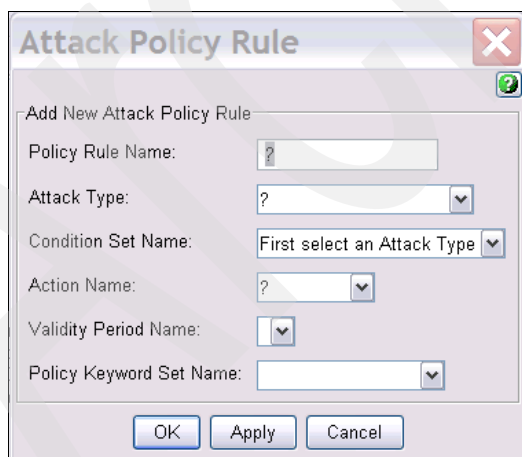 Attack Policy Rule
?
Add New Attack Policy Rule
Policy Rule Name: ?
Attack Type: ?
Condition Set Name: First select an Attack Type
Action Name: ?
Validity Period Name:
Policy Keyword Set Name:
OK Apply Cancel